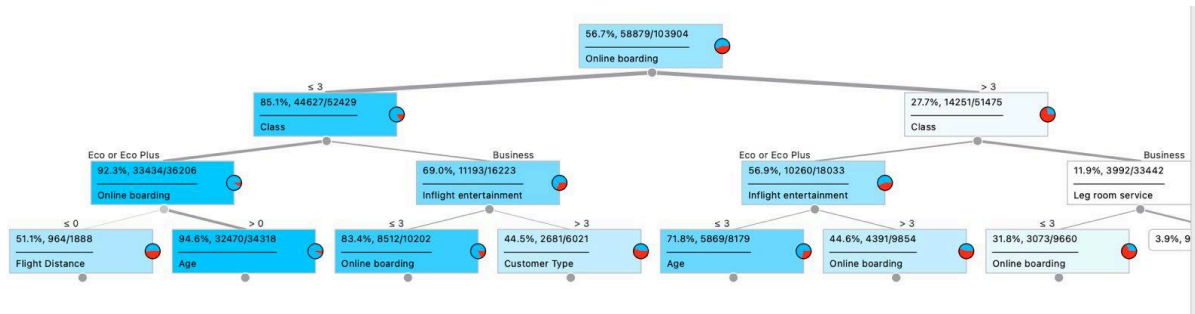 56.7%, 58879/103904
Online boarding
≤ 3
> 3
85.1%, 44627/52429
Class
27.7%, 14251/51475
Class
Eco or Eco Plus
Business
Eco or Eco Plus
Business
92.3%, 33434/36206
Online boarding
69.0%, 11193/16223
Inflight entertainment
56.9%, 10260/18033
Inflight entertainment
11.9%, 3992/33442
Leg room service
≤ 0
> 0
≤ 3
> 3
≤ 3
> 3
≤ 3
51.1%, 964/1888
Flight Distance
94.6%, 32470/34318
Age
83.4%, 8512/10202
Online boarding
44.5%, 2681/6021
Customer Type
71.8%, 5869/8179
Age
44.6%, 4391/9854
Online boarding
31.8%, 3073/9660
Online boarding
3.9%, 9